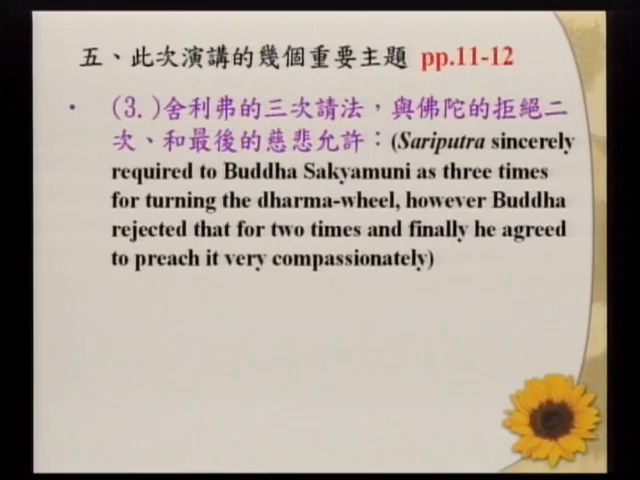 五、此次演講的幾個重要主題 pp.11-12
• (3.)舍利弗的三次請法，與佛陀的拒絕二
次、和最後的慈悲允許：(Sariputra sincerely
required to Buddha Sakyamuni as three times
for turning the dharma-wheel, however Buddha
rejected that for two times and finally he agreed
to preach it very compassionately)